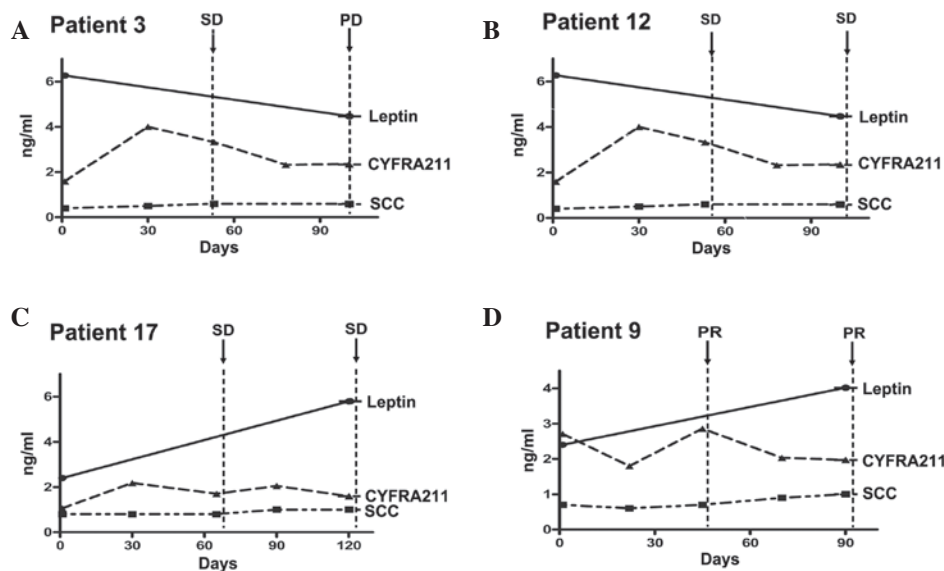 A
Patient 3
SD
PD
ng/ml
6
4
2
0
Leptin
CYFRA211
SCC
0 30 60 90
Days
B
Patient 12
SD
SD
ng/ml
6
4
2
0
Leptin
CYFRA211
SCC
0 30 60 90
Days
C
Patient 17
SD
SD
ng/ml
6
4
2
0
Leptin
CYFRA211
SCC
0 30 60 90 120
Days
D
Patient 9
PR
PR
ng/ml
4
3
2
1
0
Leptin
CYFRA211
SCC
0 30 60 90
Days